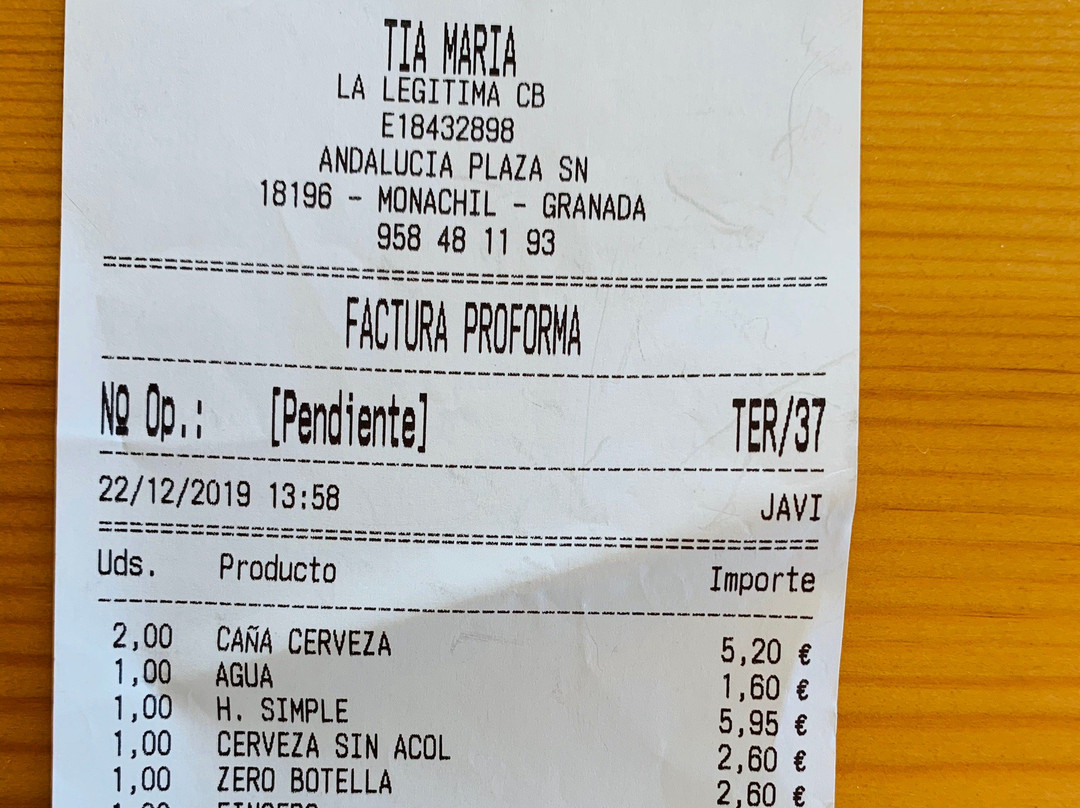 TIA MARIA
LA LEGITIMA CB
E18432898
ANDALUCIA PLAZA SN
18196 - MONACHIL - GRANADA
958 48 11 93
FACTURA PROFORMA
Nº Op.: [Pendiente] TER/37
22/12/2019 13:58 JAVI
Uds. Producto Importe
2,00 CAÑA CERVEZA 5,20 €
1,00 AGUA 1,60 €
1,00 H. SIMPLE 5,95 €
1,00 CERVEZA SIN ACOL 2,60 €
1,00 ZERO BOTELLA 2,60 €